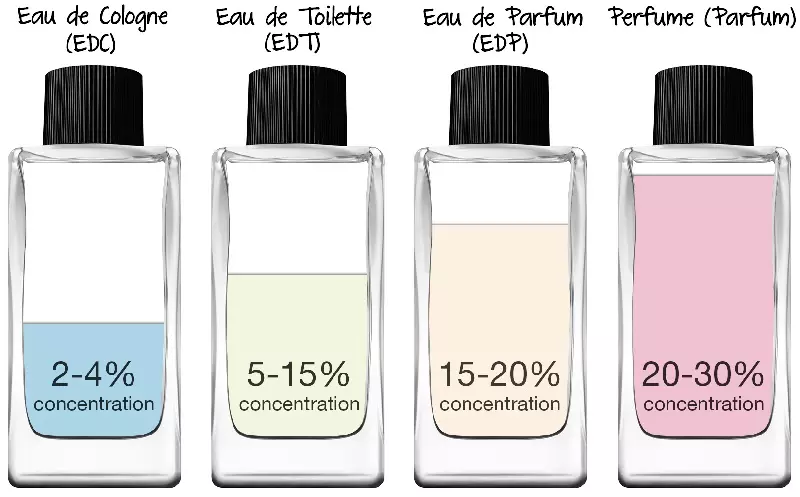 Eau de Cologne
(EDC)
Eau de Toilette
(EDT)
Eau de Parfum
(EDP)
Perfume (Parfum)
2-4%
concentration
5-15%
concentration
15-20%
concentration
20-30%
concentration